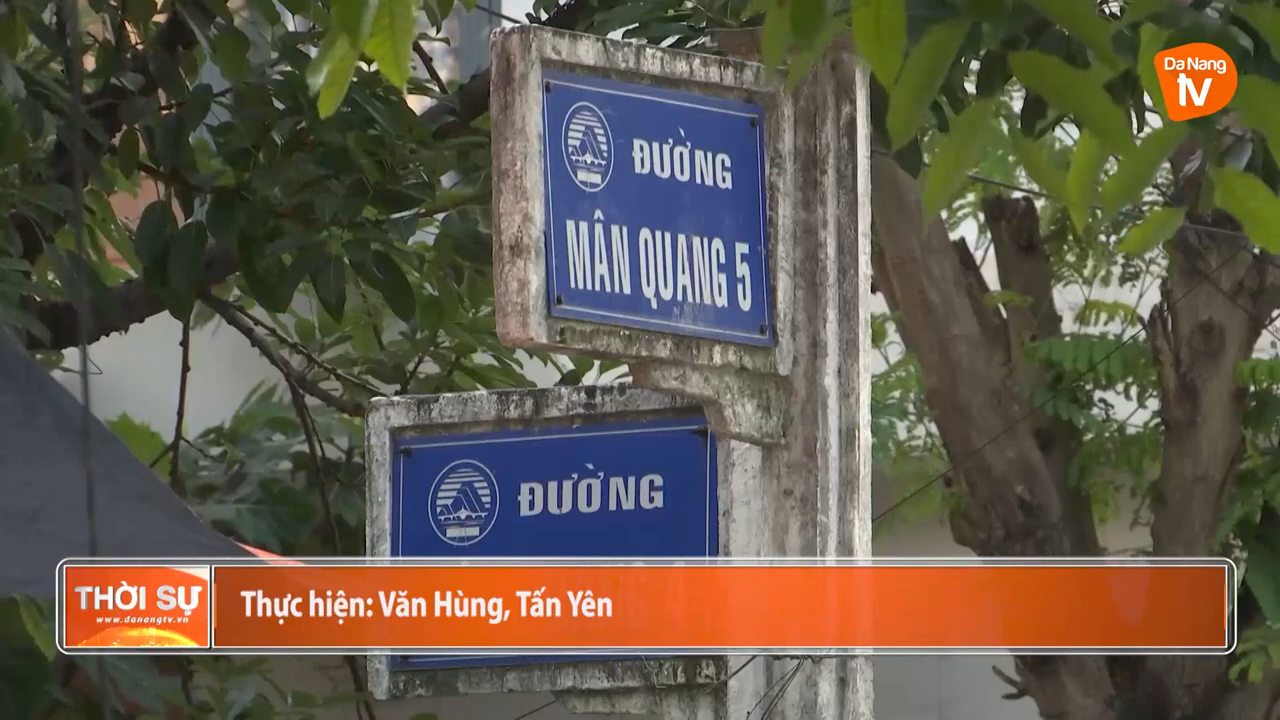 Da Nang
tv
ĐƯỜNG
MÂN QUANG 5
ĐƯỜNG
THỜI SỰ
www.danangtv.vn
Thực hiện: Văn Hùng, Tấn Yên